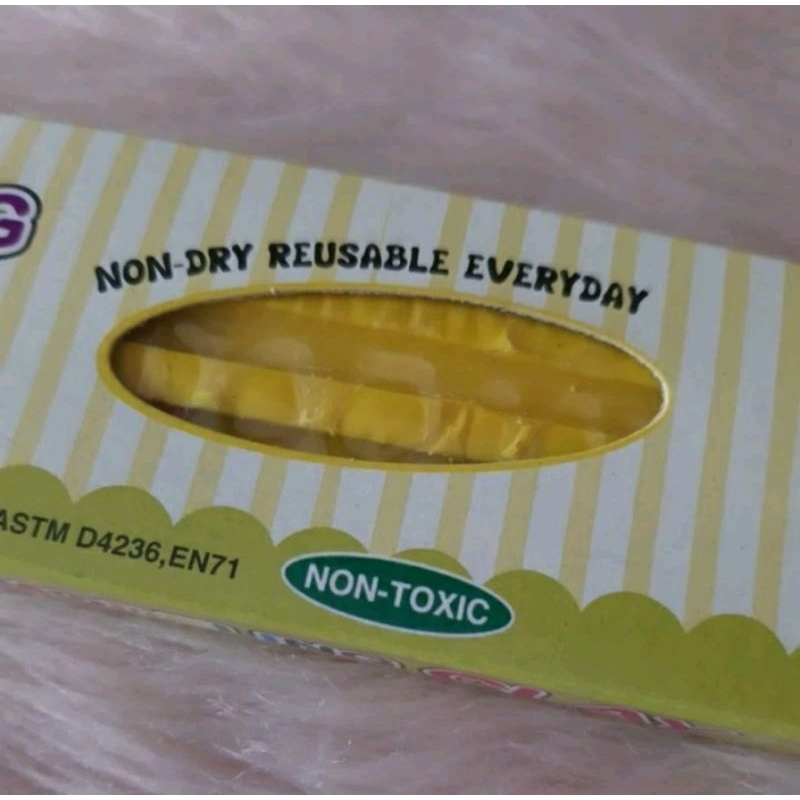 G
NON-DRY REUSABLE EVERYDAY
ASTM D4236,EN71
NON-TOXIC